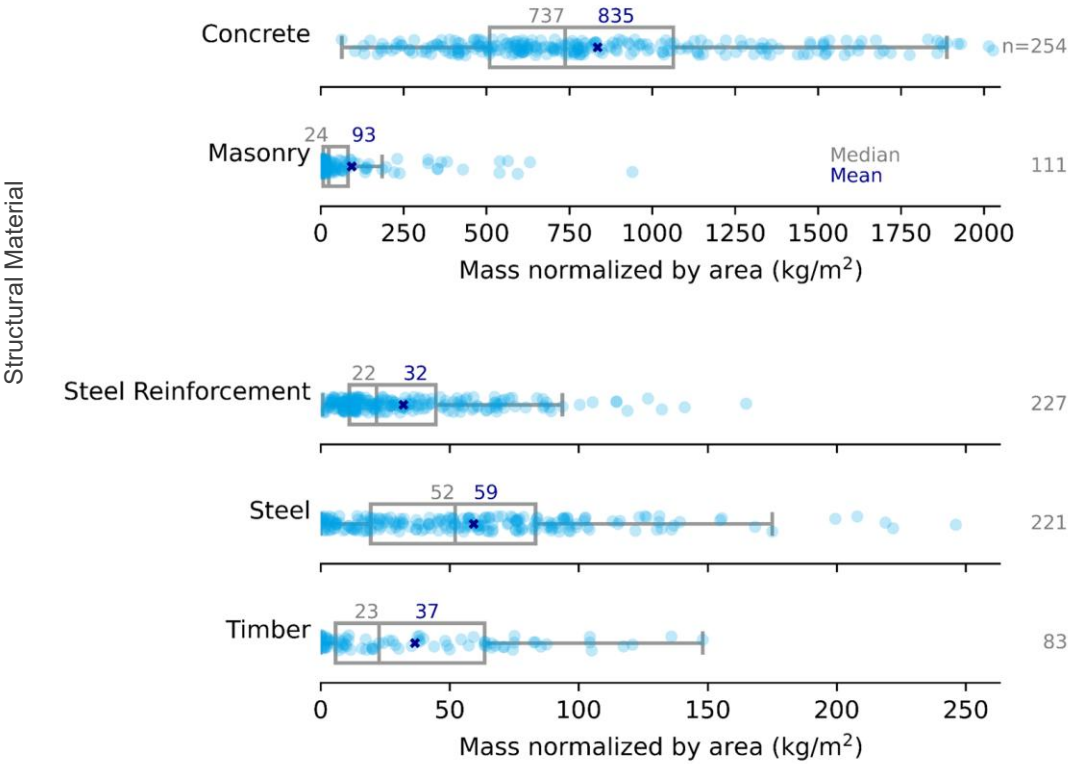 737 835
Concrete
n=254
24 93
Masonry
Median
Mean
111
0 250 500 750 1000 1250 1500 1750 2000
Mass normalized by area (kg/m²)
Structural Material
22 32
Steel Reinforcement
227
52 59
Steel
221
23 37
Timber
83
0 50 100 150 200 250
Mass normalized by area (kg/m²)